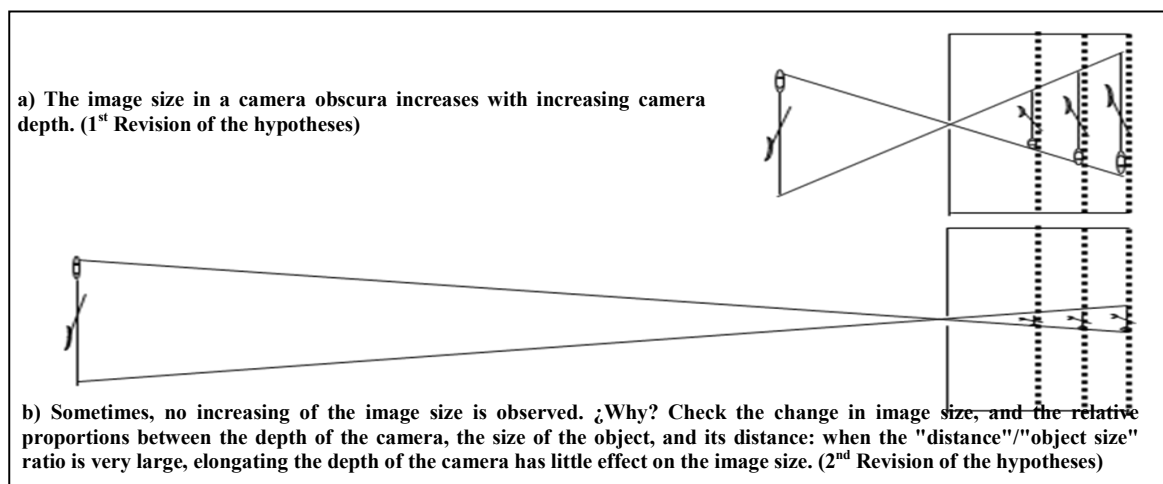 a) The image size in a camera obscura increases with increasing camera
depth. (1st Revision of the hypotheses)
b) Sometimes, no increasing of the image size is observed. ¿Why? Check the change in image size, and the relative
proportions between the depth of the camera, the size of the object, and its distance: when the "distance"/"object size"
ratio is very large, elongating the depth of the camera has little effect on the image size. (2nd Revision of the hypotheses)